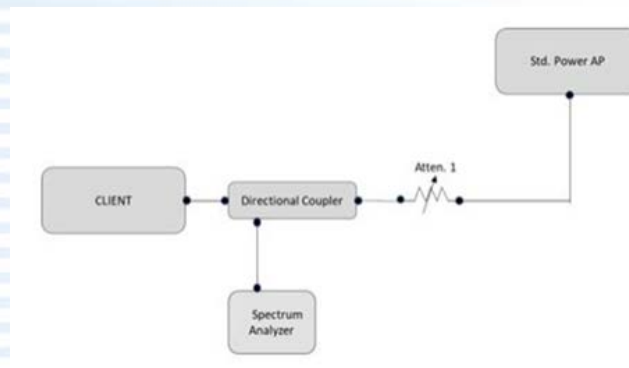 Std. Power AP
Atten. 1
CLIENT
Directional Coupler
Spectrum
Analyzer